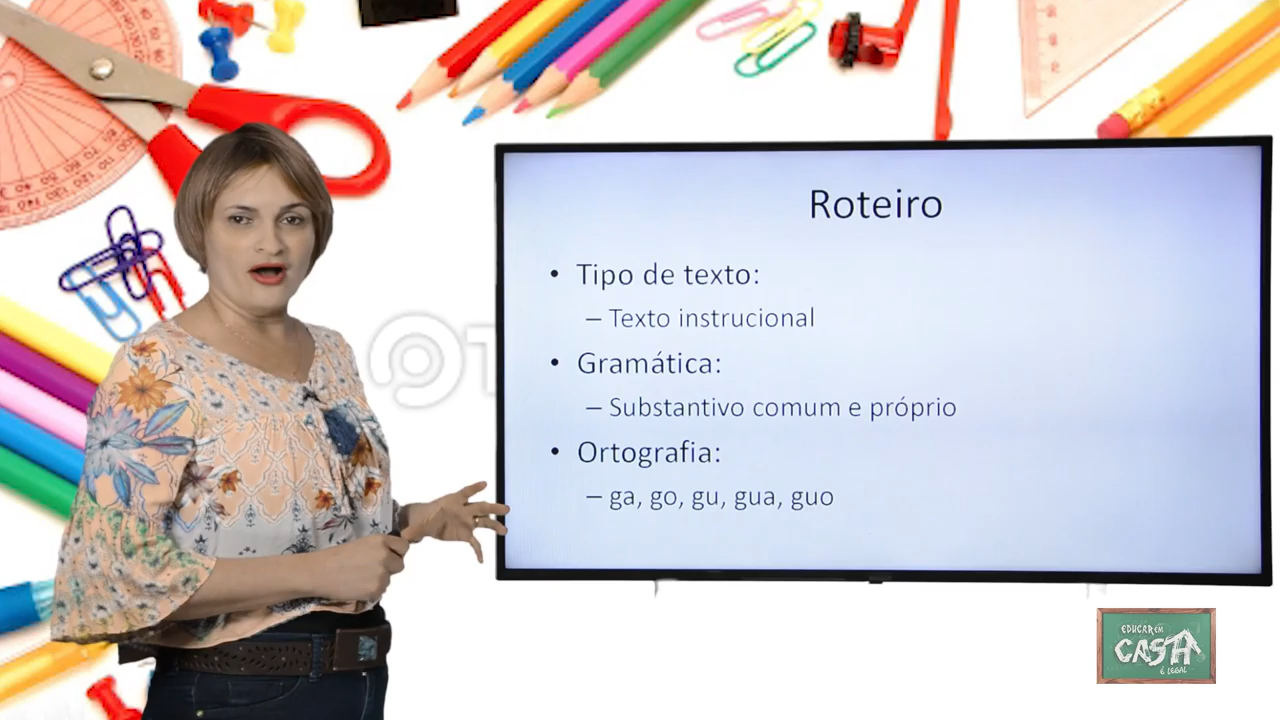 Roteiro
• Tipo de texto:
– Texto instrucional
• Gramática:
– Substantivo comum e próprio
• Ortografia:
– ga, go, gu, gua, guo
EDUCAR EM
CASA
É LEGAL